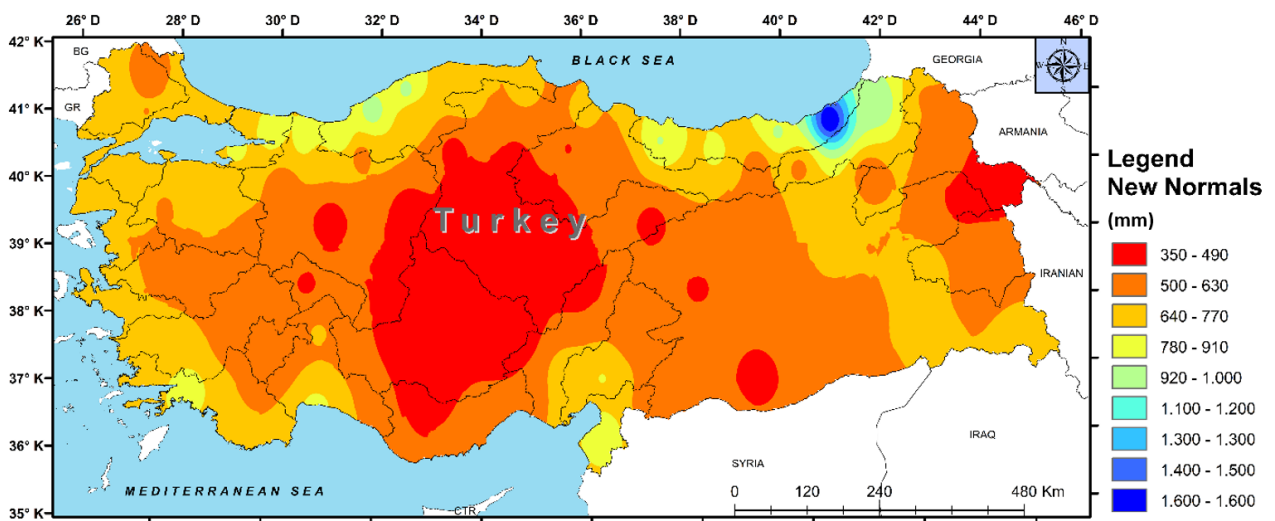 26° D 28° D 30° D 32° D 34° D 36° D 38° D 40° D 42° D 44° D 46° D
42° K
41° K
40° K
39° K
38° K
37° K
36° K
35° K
BG
GR
BLACK SEA
GEORGIA
N
W
ARMANIA
Turkey
IRANIAN
IRAQ
SYRIA
MEDITERRANEAN SEA
CTR
0 120 240 480 Km
Legend
New Normals
(mm)
350 - 490
500 - 630
640 - 770
780 - 910
920 - 1.000
1.100 - 1.200
1.300 - 1.300
1.400 - 1.500
1.600 - 1.600